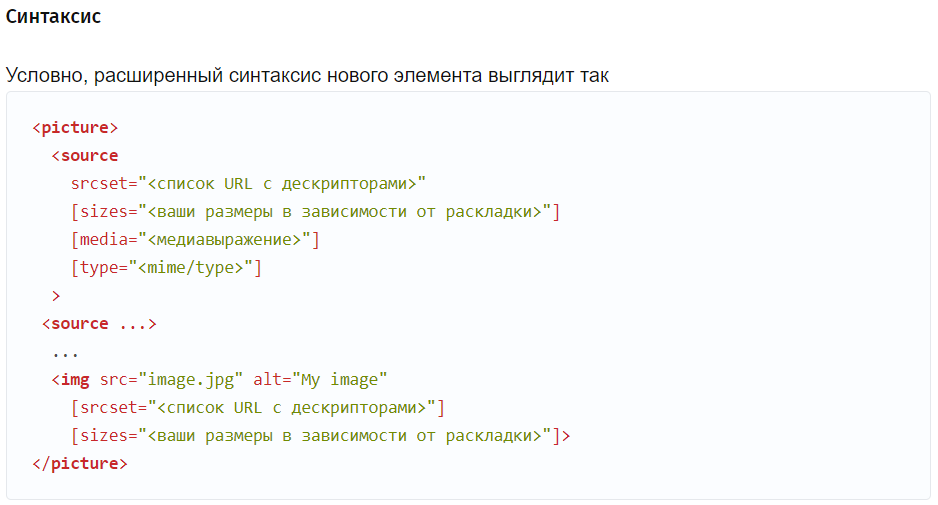 Синтаксис
Условно, расширенный синтаксис нового элемента выглядит так
<picture>
<source
srcset="<список URL с дескрипторами>"
[sizes="<ваши размеры в зависимости от раскладки>"]
[media="<медиавыражение>"]
[type="<mime/type>"]
>
<source ...>
...
<img src="image.jpg" alt="My image"
[srcset="<список URL с дескрипторами>"]
[sizes="<ваши размеры в зависимости от раскладки>"]>
</picture>